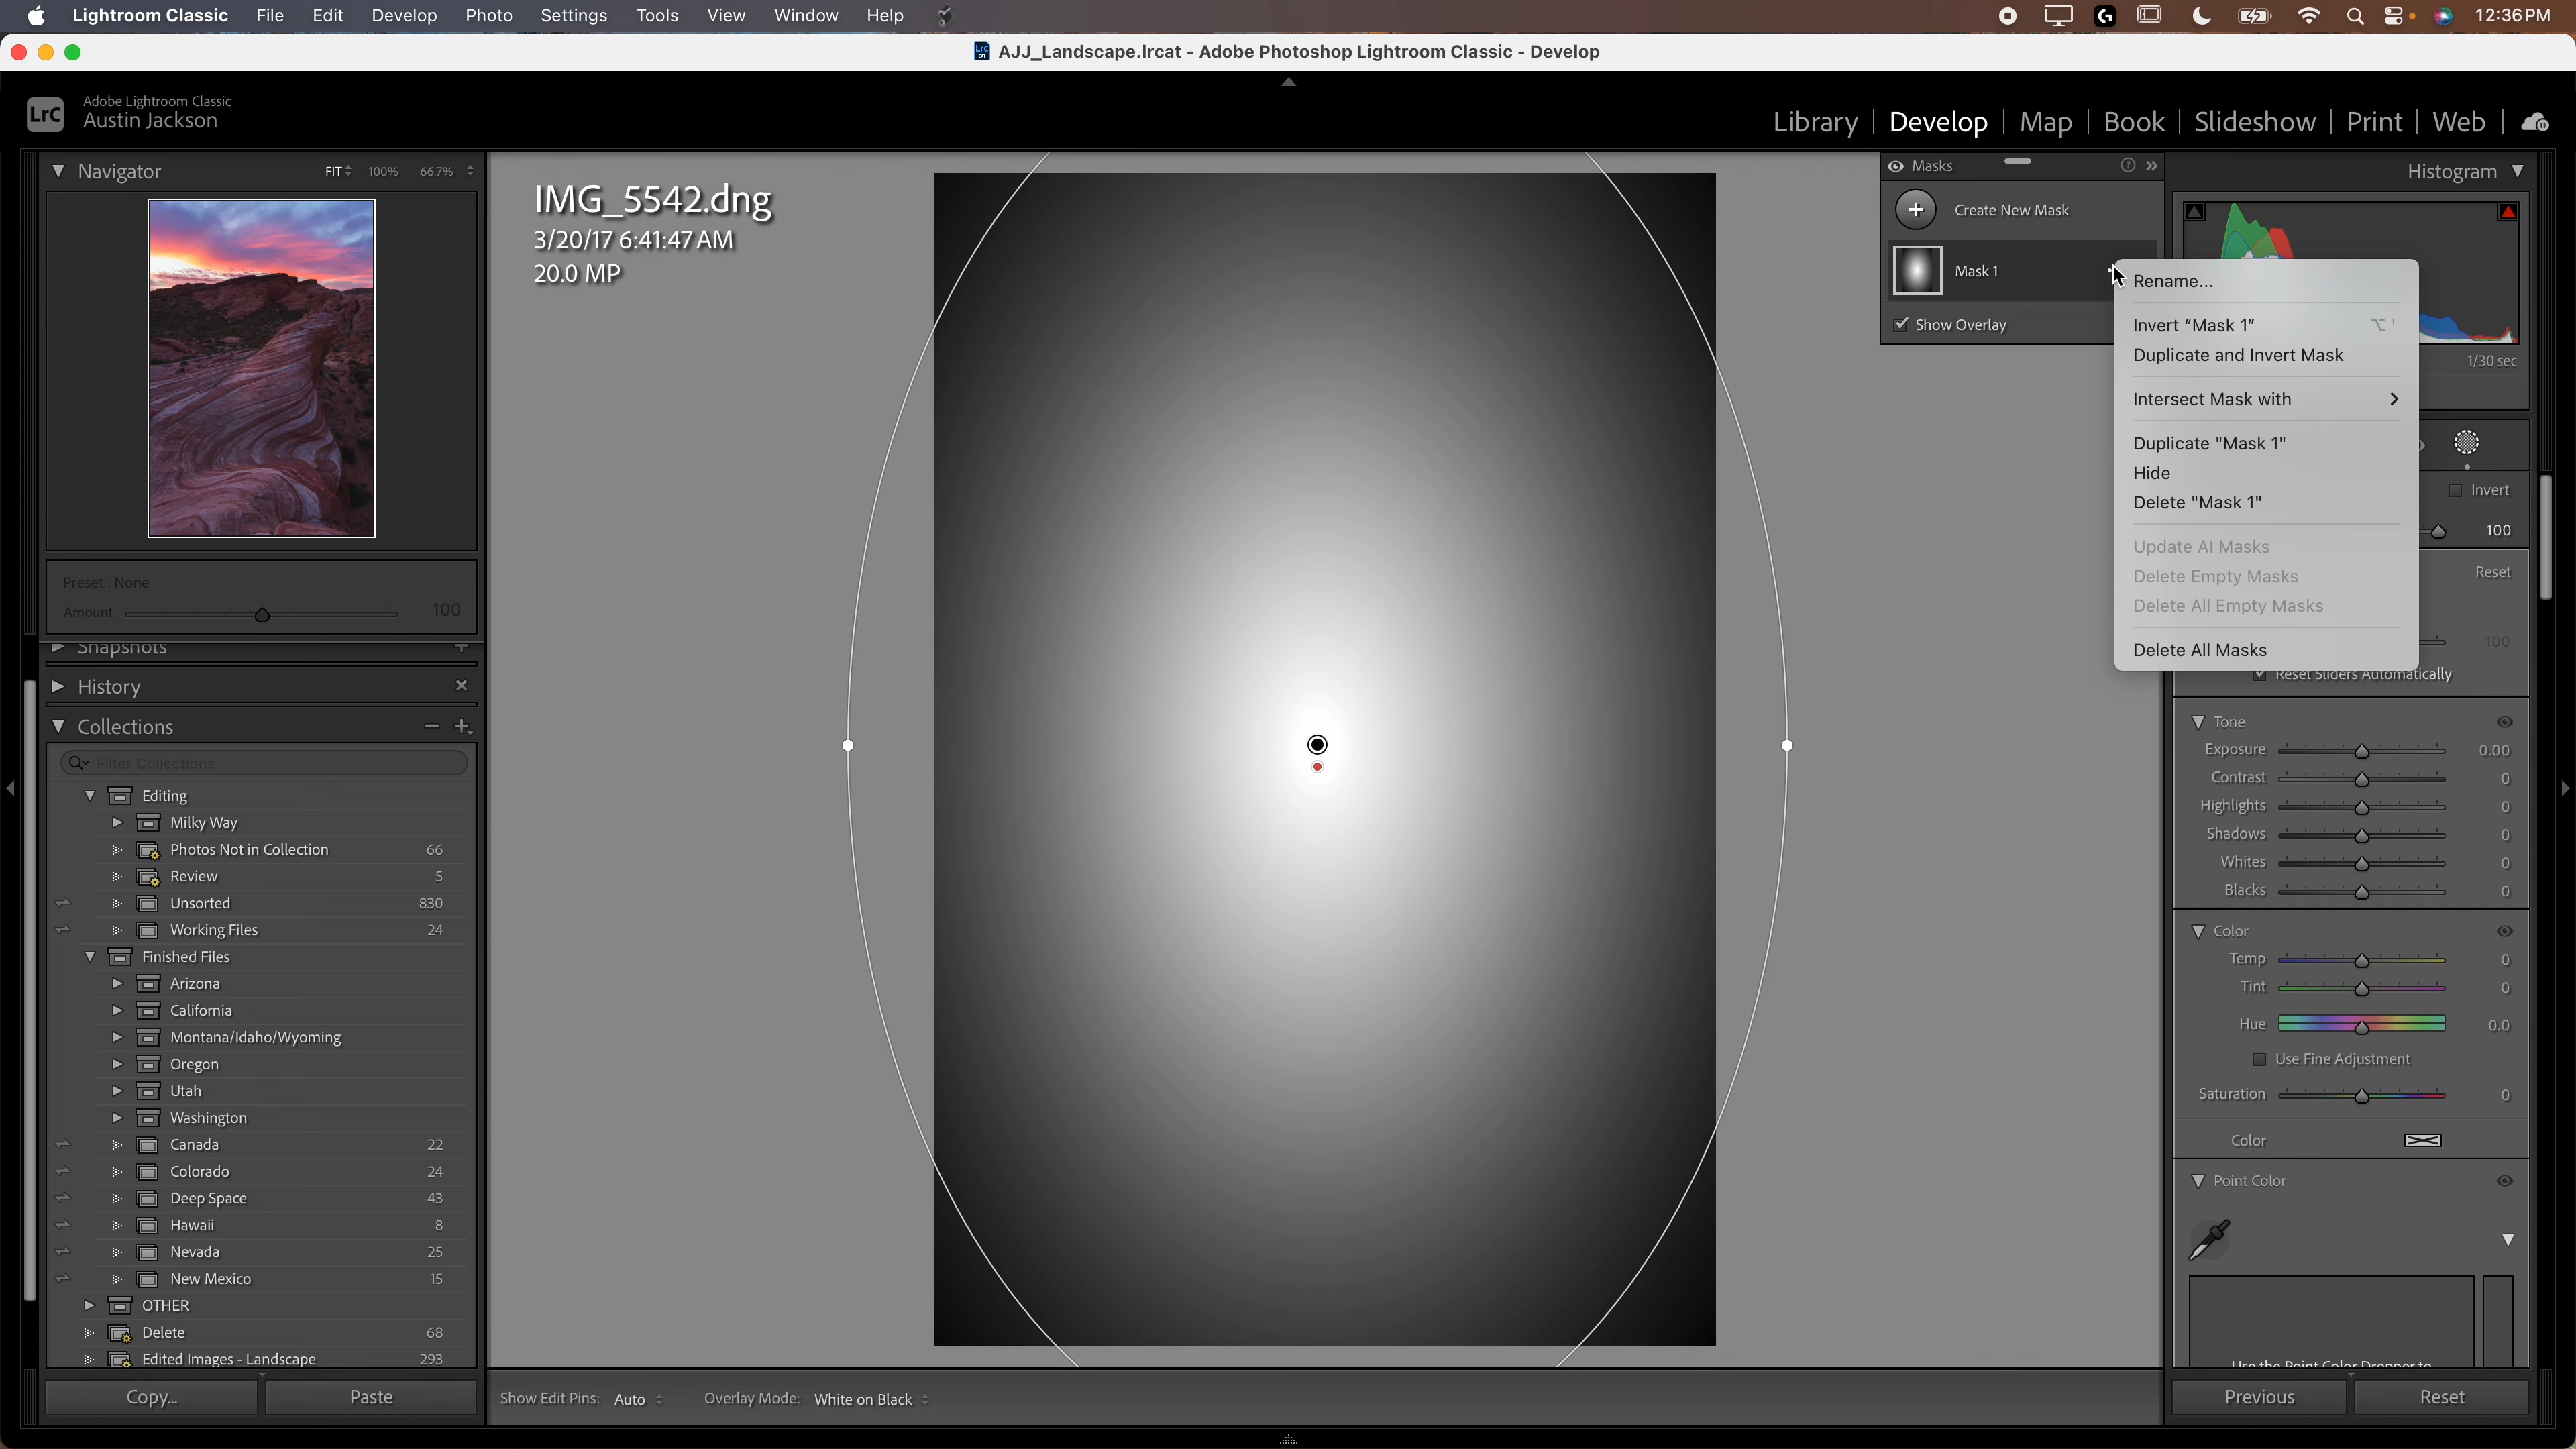 Lightroom Classic File Edit Develop Photo Settings Tools View Window Help 12:36 PM
AJJ_Landscape.lrcat - Adobe Photoshop Lightroom Classic - Develop
LrC
Adobe Lightroom Classic
Austin Jackson
Library Develop Map Book Slideshow Print Web
Navigator FIT 100% 66.7%
Preset : None
Amount 100
Snapshots
History
Collections
Filter Collections
Editing
Milky Way
Photos Not in Collection 66
Review 5
Unsorted 830
Working Files 24
Finished Files
Arizona
California
Montana/Idaho/Wyoming
Oregon
Utah
Washington
Canada 22
Colorado 24
Deep Space 43
Hawaii 8
Nevada 25
New Mexico 15
OTHER
Delete 68
Edited Images - Landscape 293
Copy... Paste
IMG_5542.dng
3/20/17 6:41:47 AM
20.0 MP
Show Edit Pins: Auto Overlay Mode: White on Black
Masks
Create New Mask
Mask 1
Show Overlay
Rename...
Invert “Mask 1” ⌥ '
Duplicate and Invert Mask
Intersect Mask with
Duplicate "Mask 1"
Hide
Delete "Mask 1"
Update AI Masks
Delete Empty Masks
Delete All Empty Masks
Delete All Masks
Histogram
1/30 sec
Invert
100
Reset
100
Reset Sliders Automatically
Tone
Exposure 0.00
Contrast 0
Highlights 0
Shadows 0
Whites 0
Blacks 0
Color
Temp 0
Tint 0
Hue 0.0
Use Fine Adjustment
Saturation 0
Color
Point Color
Use the Point Color Dropper to
Previous Reset